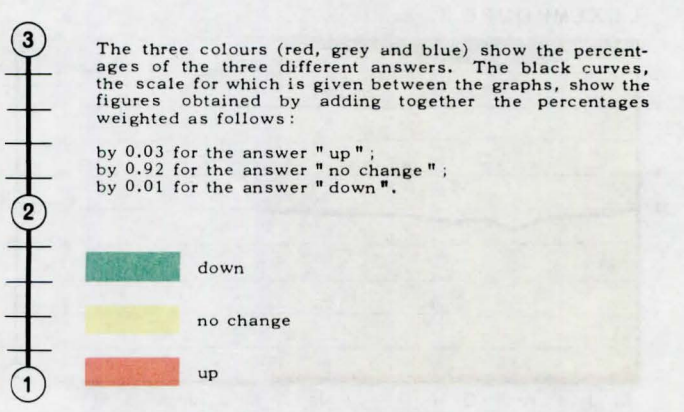 3
The three colours (red, grey and blue) show the percent-
ages of the three different answers. The black curves,
the scale for which is given between the graphs, show the
figures obtained by adding together the percentages
weighted as follows :
by 0.03 for the answer " up " ;
by 0.92 for the answer " no change " ;
by 0.01 for the answer " down ".
2
down
no change
up
1